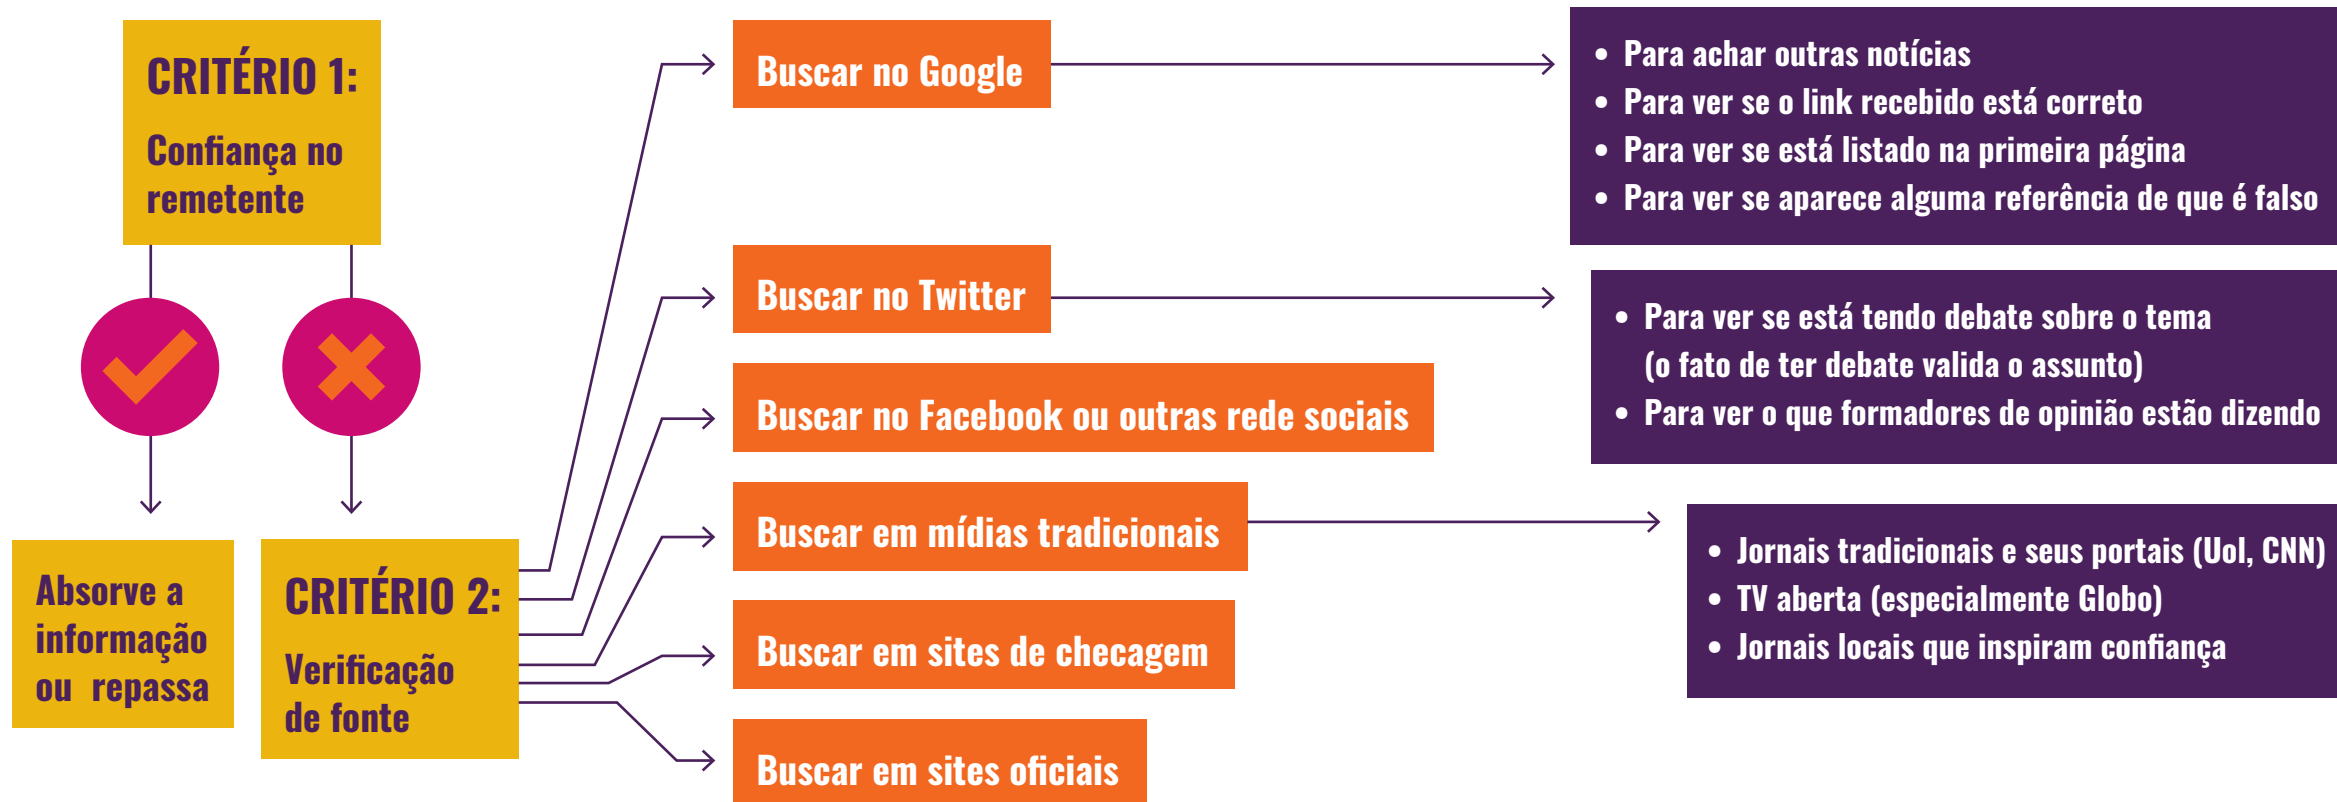 CRITÉRIO 1:
Confiança no
remetente
Absorve a
informação
ou repassa
CRITÉRIO 2:
Verificação
de fonte
Buscar no Google
• Para achar outras notícias
• Para ver se o link recebido está correto
• Para ver se está listado na primeira página
• Para ver se aparece alguma referência de que é falso
Buscar no Twitter
• Para ver se está tendo debate sobre o tema
(o fato de ter debate valida o assunto)
• Para ver o que formadores de opinião estão dizendo
Buscar no Facebook ou outras rede sociais
Buscar em mídias tradicionais
• Jornais tradicionais e seus portais (Uol, CNN)
• TV aberta (especialmente Globo)
• Jornais locais que inspiram confiança
Buscar em sites de checagem
Buscar em sites oficiais